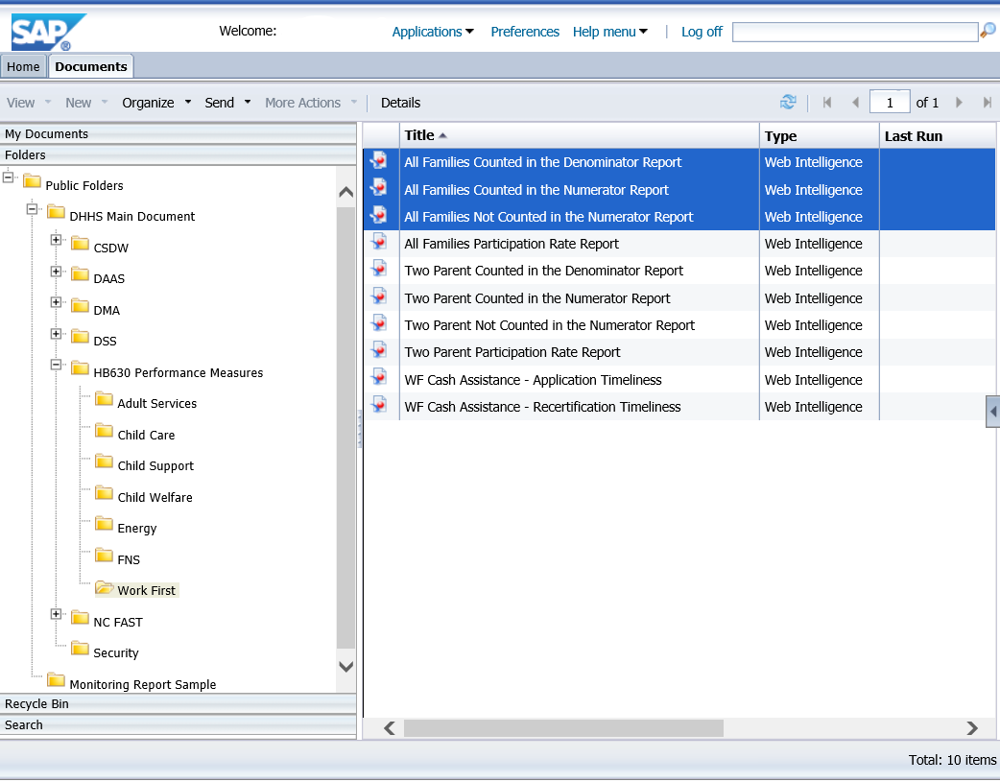 SAP ®
Welcome: Applications Preferences Help menu | Log off
Home Documents
View New Organize Send More Actions Details 1 of 1
My Documents
Folders
Public Folders
DHHS Main Document
CSDW
DAAS
DMA
DSS
HB630 Performance Measures
Adult Services
Child Care
Child Support
Child Welfare
Energy
FNS
Work First
NC FAST
Security
Monitoring Report Sample
Recycle Bin
Search
Title Type Last Run
All Families Counted in the Denominator Report Web Intelligence
All Families Counted in the Numerator Report Web Intelligence
All Families Not Counted in the Numerator Report Web Intelligence
All Families Participation Rate Report Web Intelligence
Two Parent Counted in the Denominator Report Web Intelligence
Two Parent Counted in the Numerator Report Web Intelligence
Two Parent Not Counted in the Numerator Report Web Intelligence
Two Parent Participation Rate Report Web Intelligence
WF Cash Assistance - Application Timeliness Web Intelligence
WF Cash Assistance - Recertification Timeliness Web Intelligence
Total: 10 items